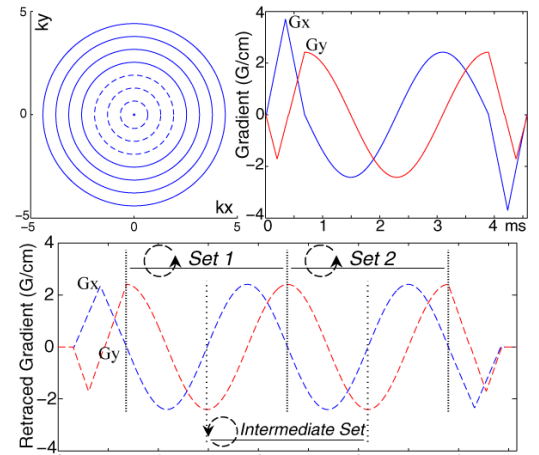 ky
5
0
−5
−5
0
kx
5
Gradient (G/cm)
4
2
0
−2
−4
Gx
Gy
0
1
2
3
4
ms
Retraced Gradient (G/cm)
4
2
0
−2
−4
Set 1
Set 2
Gx
Gy
Intermediate Set